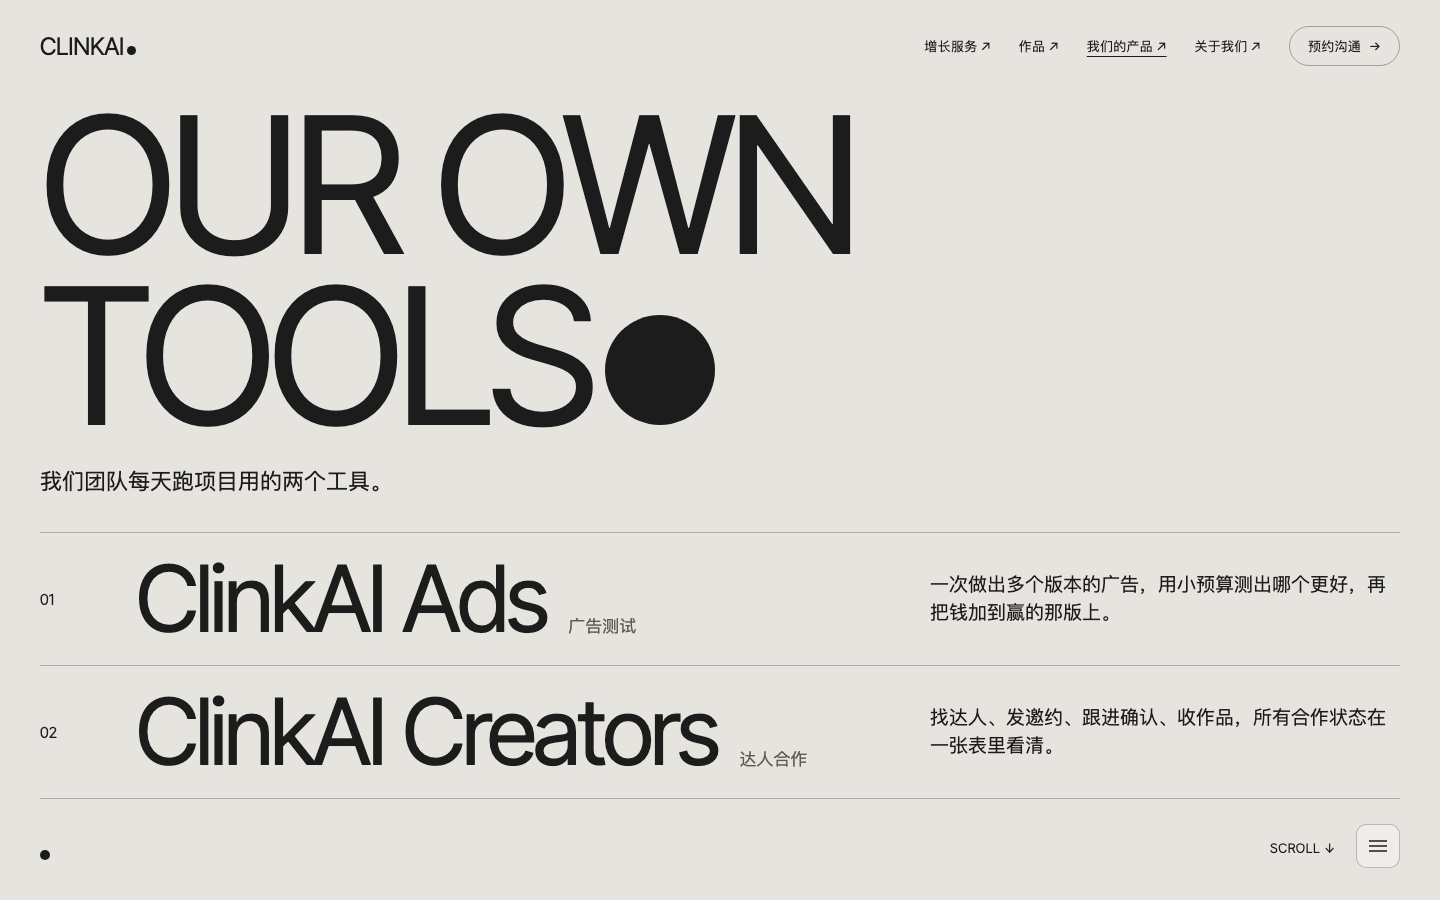 CLINKAI
增长服务 ↗ 作品 ↗ 我们的产品 ↗ 关于我们 ↗ 预约沟通 →
OUR OWN
TOOLS
我们团队每天跑项目用的两个工具。
01
ClinkAI Ads 广告测试
一次做出多个版本的广告，用小预算测出哪个更好，再
把钱加到赢的那版上。
02
ClinkAI Creators 达人合作
找达人、发邀约、跟进确认、收作品，所有合作状态在
一张表里看清。
SCROLL ↓